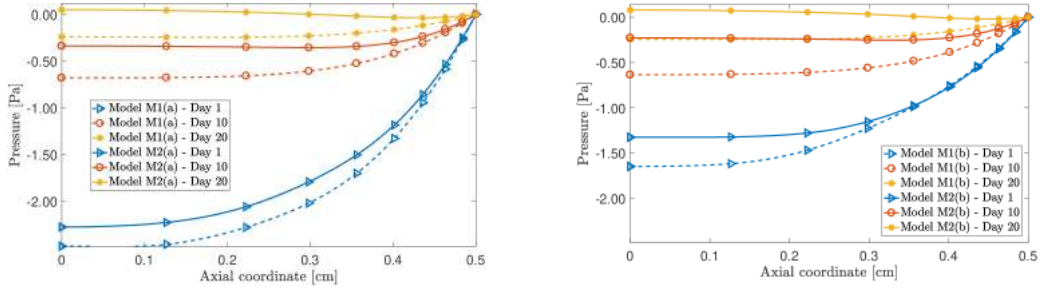 0.00
-0.50
-1.00
-1.50
-2.00
Pressure [Pa]
Model M1(a) - Day 1
Model M1(a) - Day 10
Model M1(a) - Day 20
Model M2(a) - Day 1
Model M2(a) - Day 10
Model M2(a) - Day 20
0 0.1 0.2 0.3 0.4 0.5
Axial coordinate [cm]
0.00
-0.50
-1.00
-1.50
-2.00
Pressure [Pa]
Model M1(b) - Day 1
Model M1(b) - Day 10
Model M1(b) - Day 20
Model M2(b) - Day 1
Model M2(b) - Day 10
Model M2(b) - Day 20
0 0.1 0.2 0.3 0.4 0.5
Axial coordinate [cm]